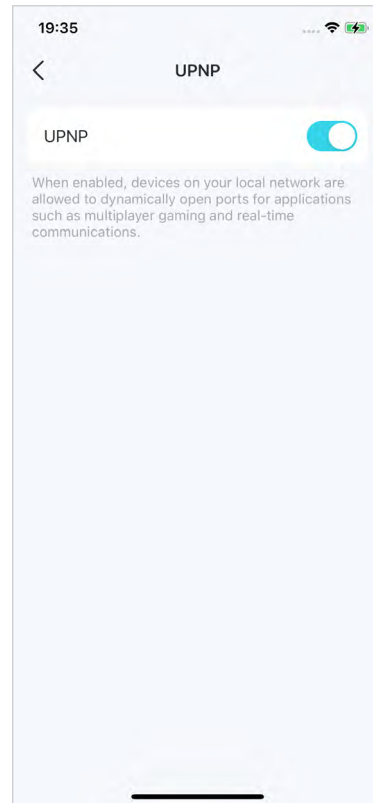 19:35
UPNP
UPNP
When enabled, devices on your local network are
allowed to dynamically open ports for applications
such as multiplayer gaming and real-time
communications.